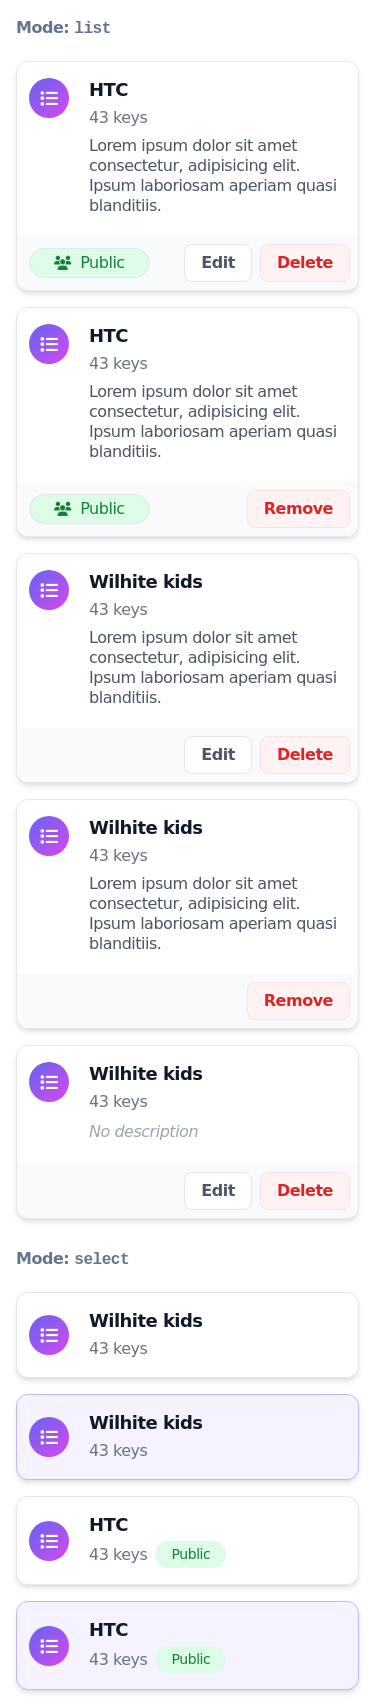 Mode: list
HTC
43 keys
Lorem ipsum dolor sit amet
consectetur, adipisicing elit.
Ipsum laboriosam aperiam quasi
blanditiis.
Public Edit Delete
HTC
43 keys
Lorem ipsum dolor sit amet
consectetur, adipisicing elit.
Ipsum laboriosam aperiam quasi
blanditiis.
Public Remove
Wilhite kids
43 keys
Lorem ipsum dolor sit amet
consectetur, adipisicing elit.
Ipsum laboriosam aperiam quasi
blanditiis.
Edit Delete
Wilhite kids
43 keys
Lorem ipsum dolor sit amet
consectetur, adipisicing elit.
Ipsum laboriosam aperiam quasi
blanditiis.
Remove
Wilhite kids
43 keys
No description
Edit Delete
Mode: select
Wilhite kids
43 keys
Wilhite kids
43 keys
HTC
43 keys Public
HTC
43 keys Public